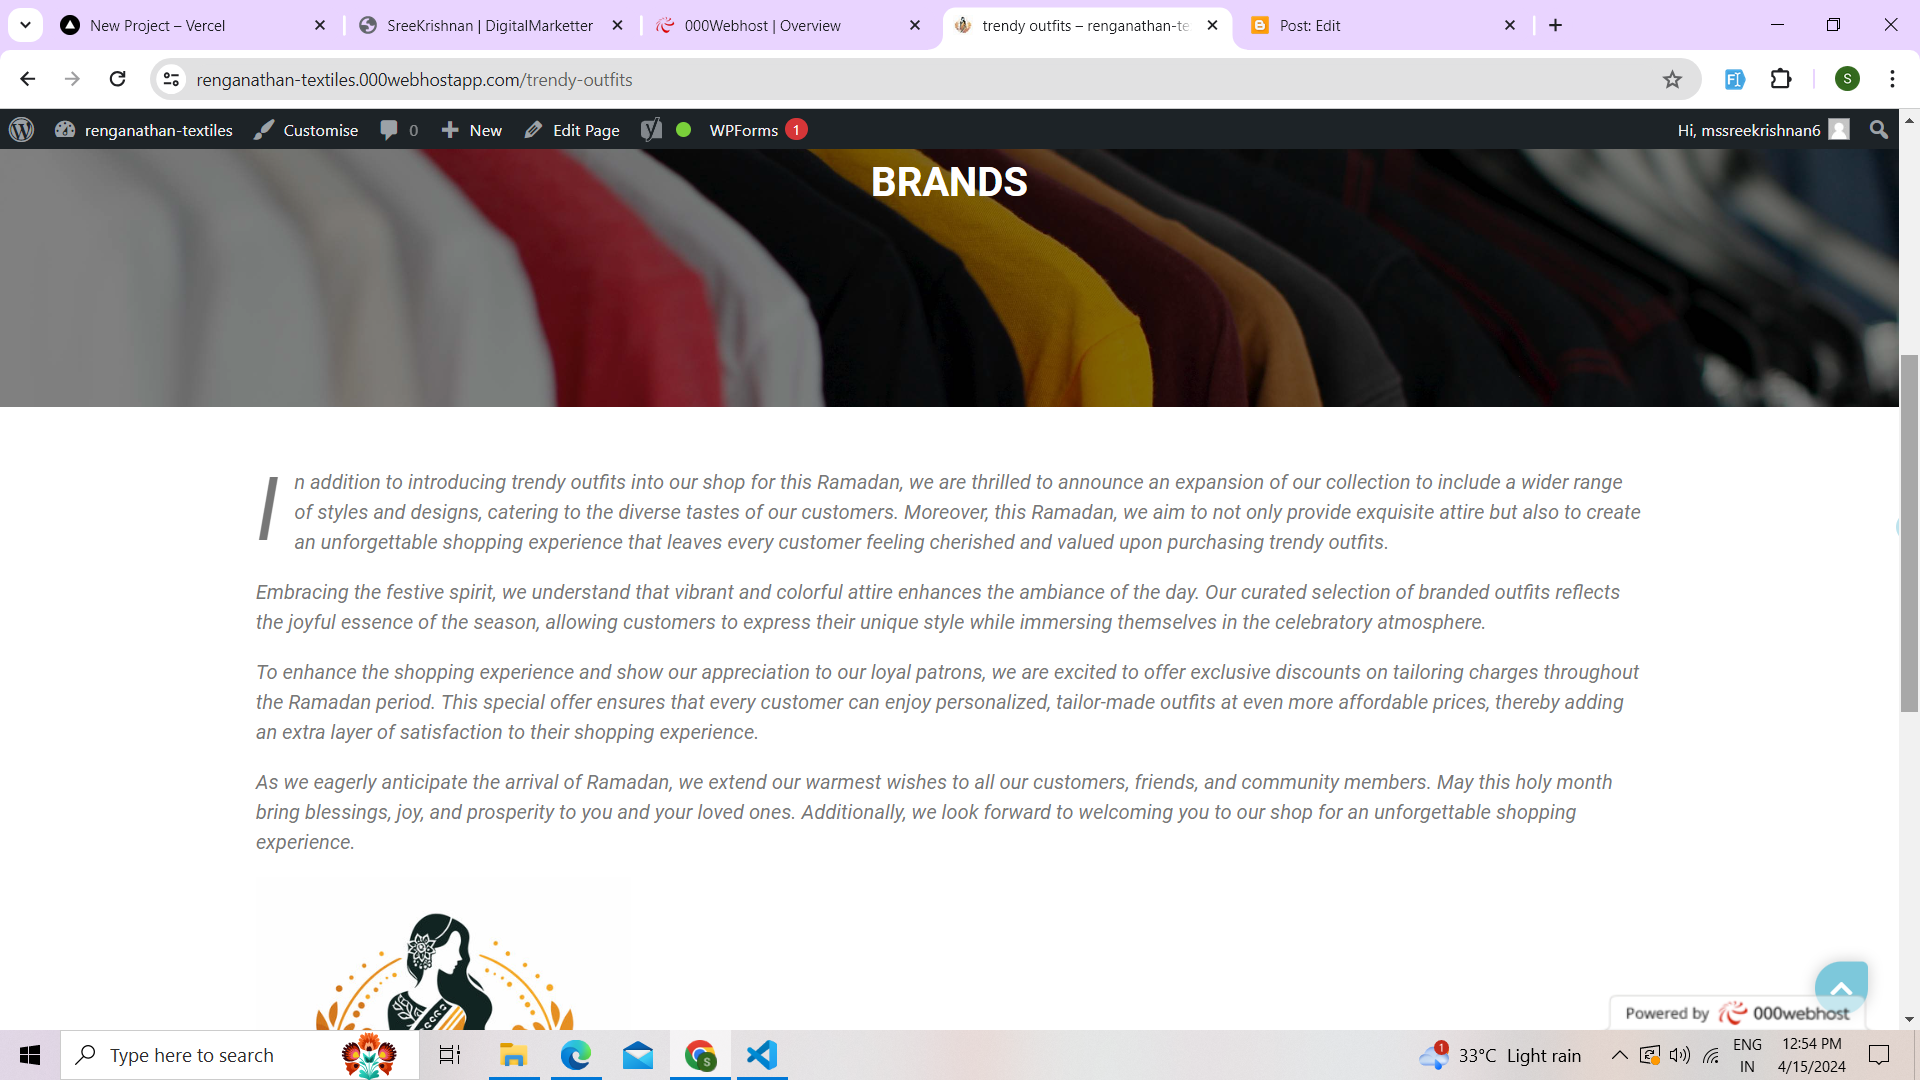 New Project – Vercel
SreeKrishnan | DigitalMarketter
000Webhost | Overview
trendy outfits – renganathan-te
Post: Edit
renganathan-textiles.000webhostapp.com/trendy-outfits
S
renganathan-textiles
Customise
0
New
Edit Page
WPForms 1
Hi, mssreekrishnan6
BRANDS
In addition to introducing trendy outfits into our shop for this Ramadan, we are thrilled to announce an expansion of our collection to include a wider range
of styles and designs, catering to the diverse tastes of our customers. Moreover, this Ramadan, we aim to not only provide exquisite attire but also to create
an unforgettable shopping experience that leaves every customer feeling cherished and valued upon purchasing trendy outfits.
Embracing the festive spirit, we understand that vibrant and colorful attire enhances the ambiance of the day. Our curated selection of branded outfits reflects
the joyful essence of the season, allowing customers to express their unique style while immersing themselves in the celebratory atmosphere.
To enhance the shopping experience and show our appreciation to our loyal patrons, we are excited to offer exclusive discounts on tailoring charges throughout
the Ramadan period. This special offer ensures that every customer can enjoy personalized, tailor-made outfits at even more affordable prices, thereby adding
an extra layer of satisfaction to their shopping experience.
As we eagerly anticipate the arrival of Ramadan, we extend our warmest wishes to all our customers, friends, and community members. May this holy month
bring blessings, joy, and prosperity to you and your loved ones. Additionally, we look forward to welcoming you to our shop for an unforgettable shopping
experience.
Powered by 000webhost
Type here to search
S
1
33°C Light rain
ENG
IN
12:54 PM
4/15/2024